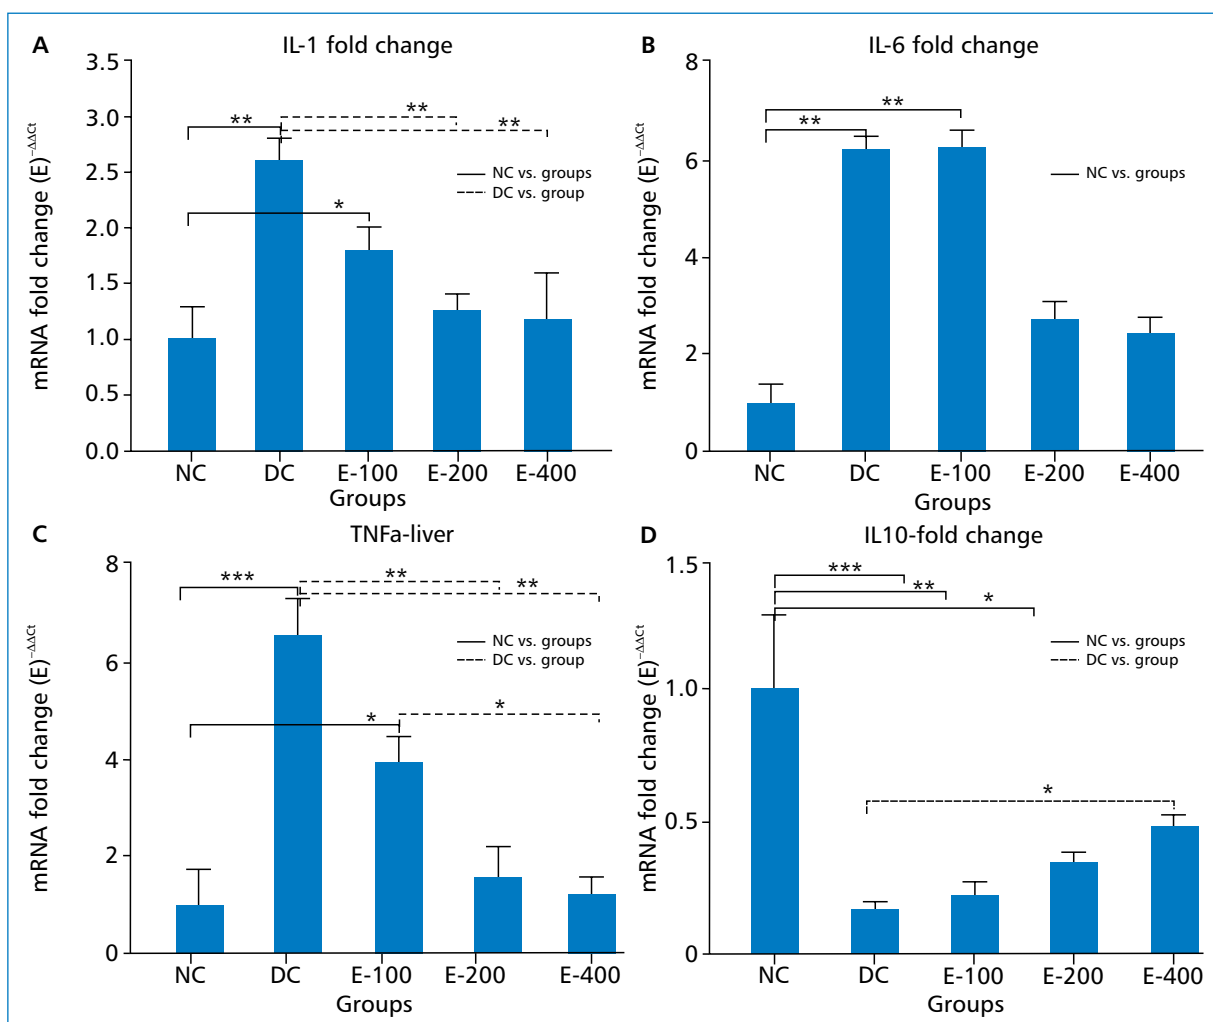 A IL-1 fold change
mRNA fold change (E)^–ΔΔCt
3.5
3.0
2.5
2.0
1.5
1.0
0.5
0.0
** ** **
*
NC vs. groups
DC vs. group
NC DC E-100 E-200 E-400
Groups
B IL-6 fold change
mRNA fold change (E)^–ΔΔCt
8
6
4
2
0
**
**
NC vs. groups
NC DC E-100 E-200 E-400
Groups
C TNFa-liver
mRNA fold change (E)^–ΔΔCt
8
6
4
2
0
*** ** **
* *
NC vs. groups
DC vs. group
NC DC E-100 E-200 E-400
Groups
D IL10-fold change
mRNA fold change (E)^–ΔΔCt
1.5
1.0
0.5
0
***
**
*
*
NC vs. groups
DC vs. group
NC DC E-100 E-200 E-400
Groups